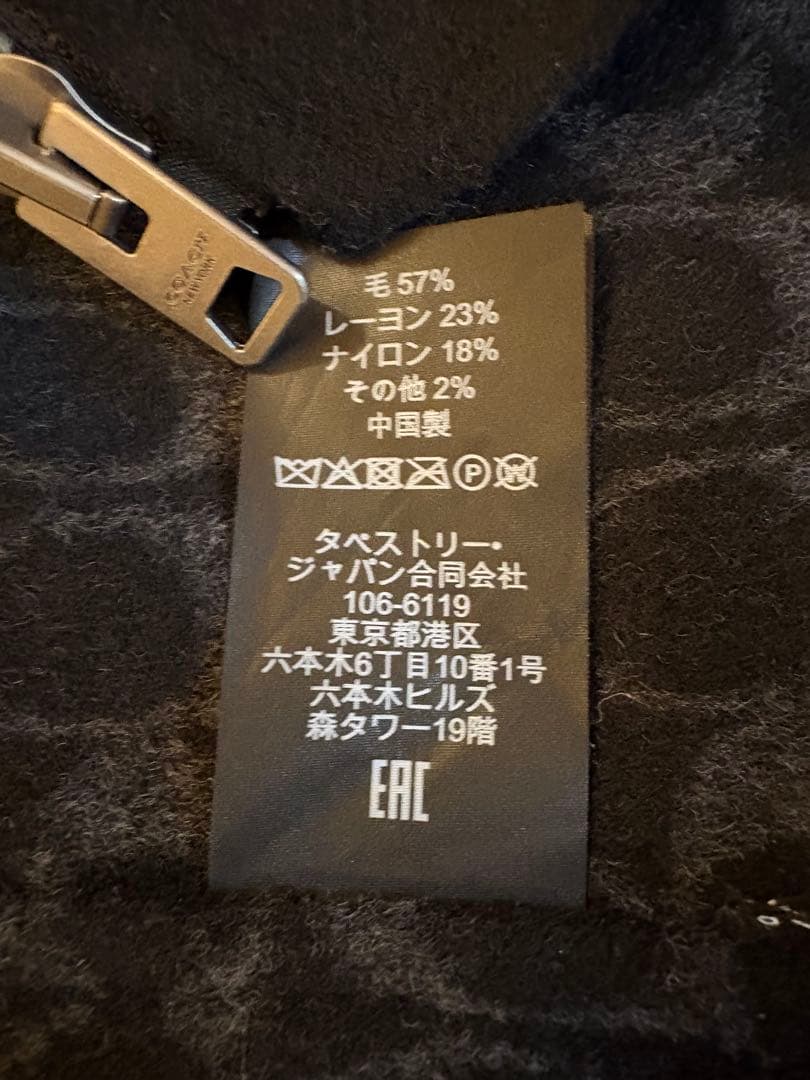 COACH
NEW YORK
毛 57%
レーヨン 23%
ナイロン 18%
その他 2%
中国製
P W
タペストリー・
ジャパン合同会社
106-6119
東京都港区
六本木6丁目10番1号
六本木ヒルズ
森タワー19階
EAC